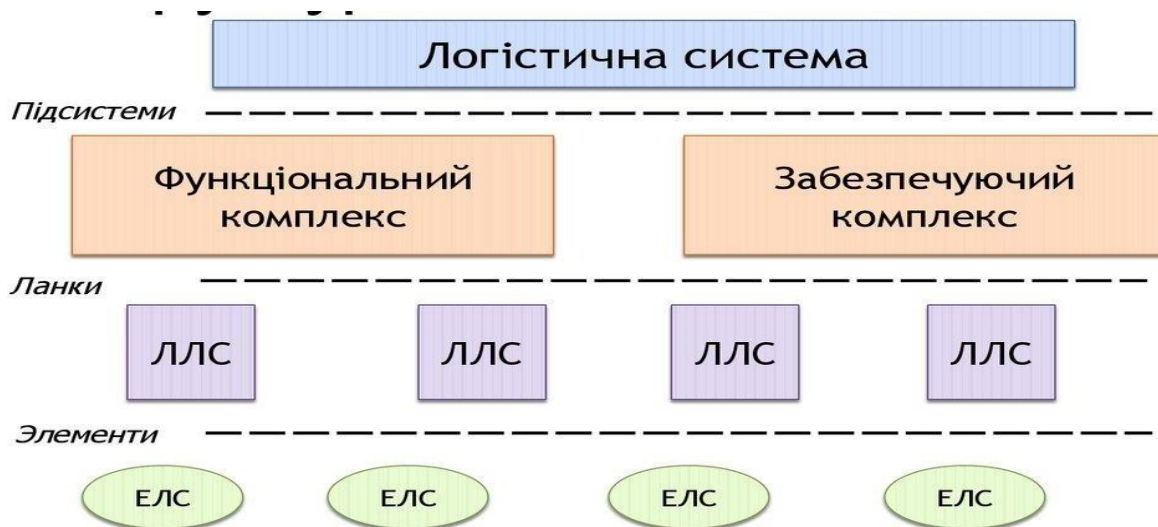 Логістична система
Підсистеми
Функціональний
комплекс
Забезпечуючий
комплекс
Ланки
ЛЛС ЛЛС ЛЛС ЛЛС
Элементи
ЕЛС ЕЛС ЕЛС ЕЛС